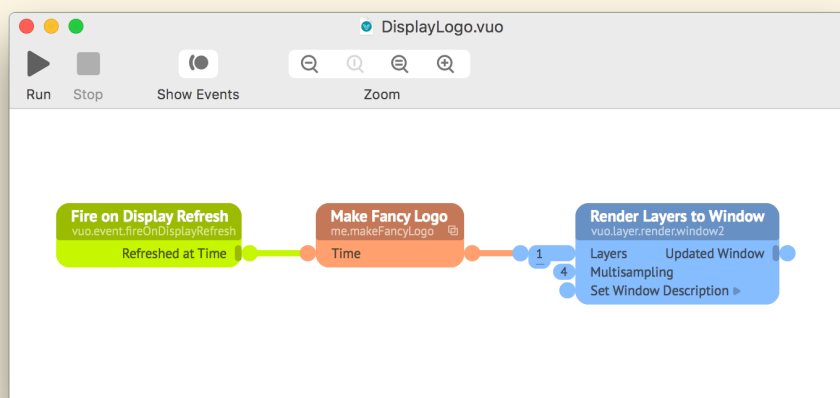 DisplayLogo.vuo
Run
Stop
Show Events
Zoom
Fire on Display Refresh
vuo.event.fireOnDisplayRefresh
Refreshed at Time
Make Fancy Logo
me.makeFancyLogo
Time
Render Layers to Window
vuo.layer.render.window2
1 Layers Updated Window
4 Multisampling
Set Window Description